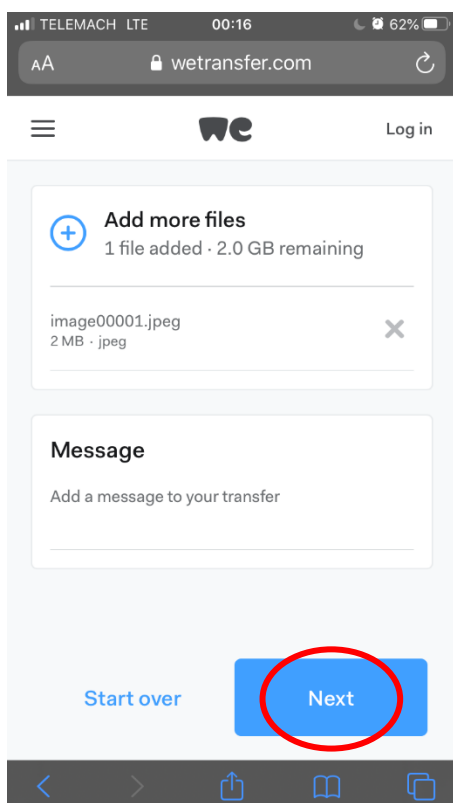 TELEMACH LTE 00:16 62%
AA wetransfer.com
we Log in
Add more files
1 file added · 2.0 GB remaining
image00001.jpeg
2 MB · jpeg
Message
Add a message to your transfer
Start over Next